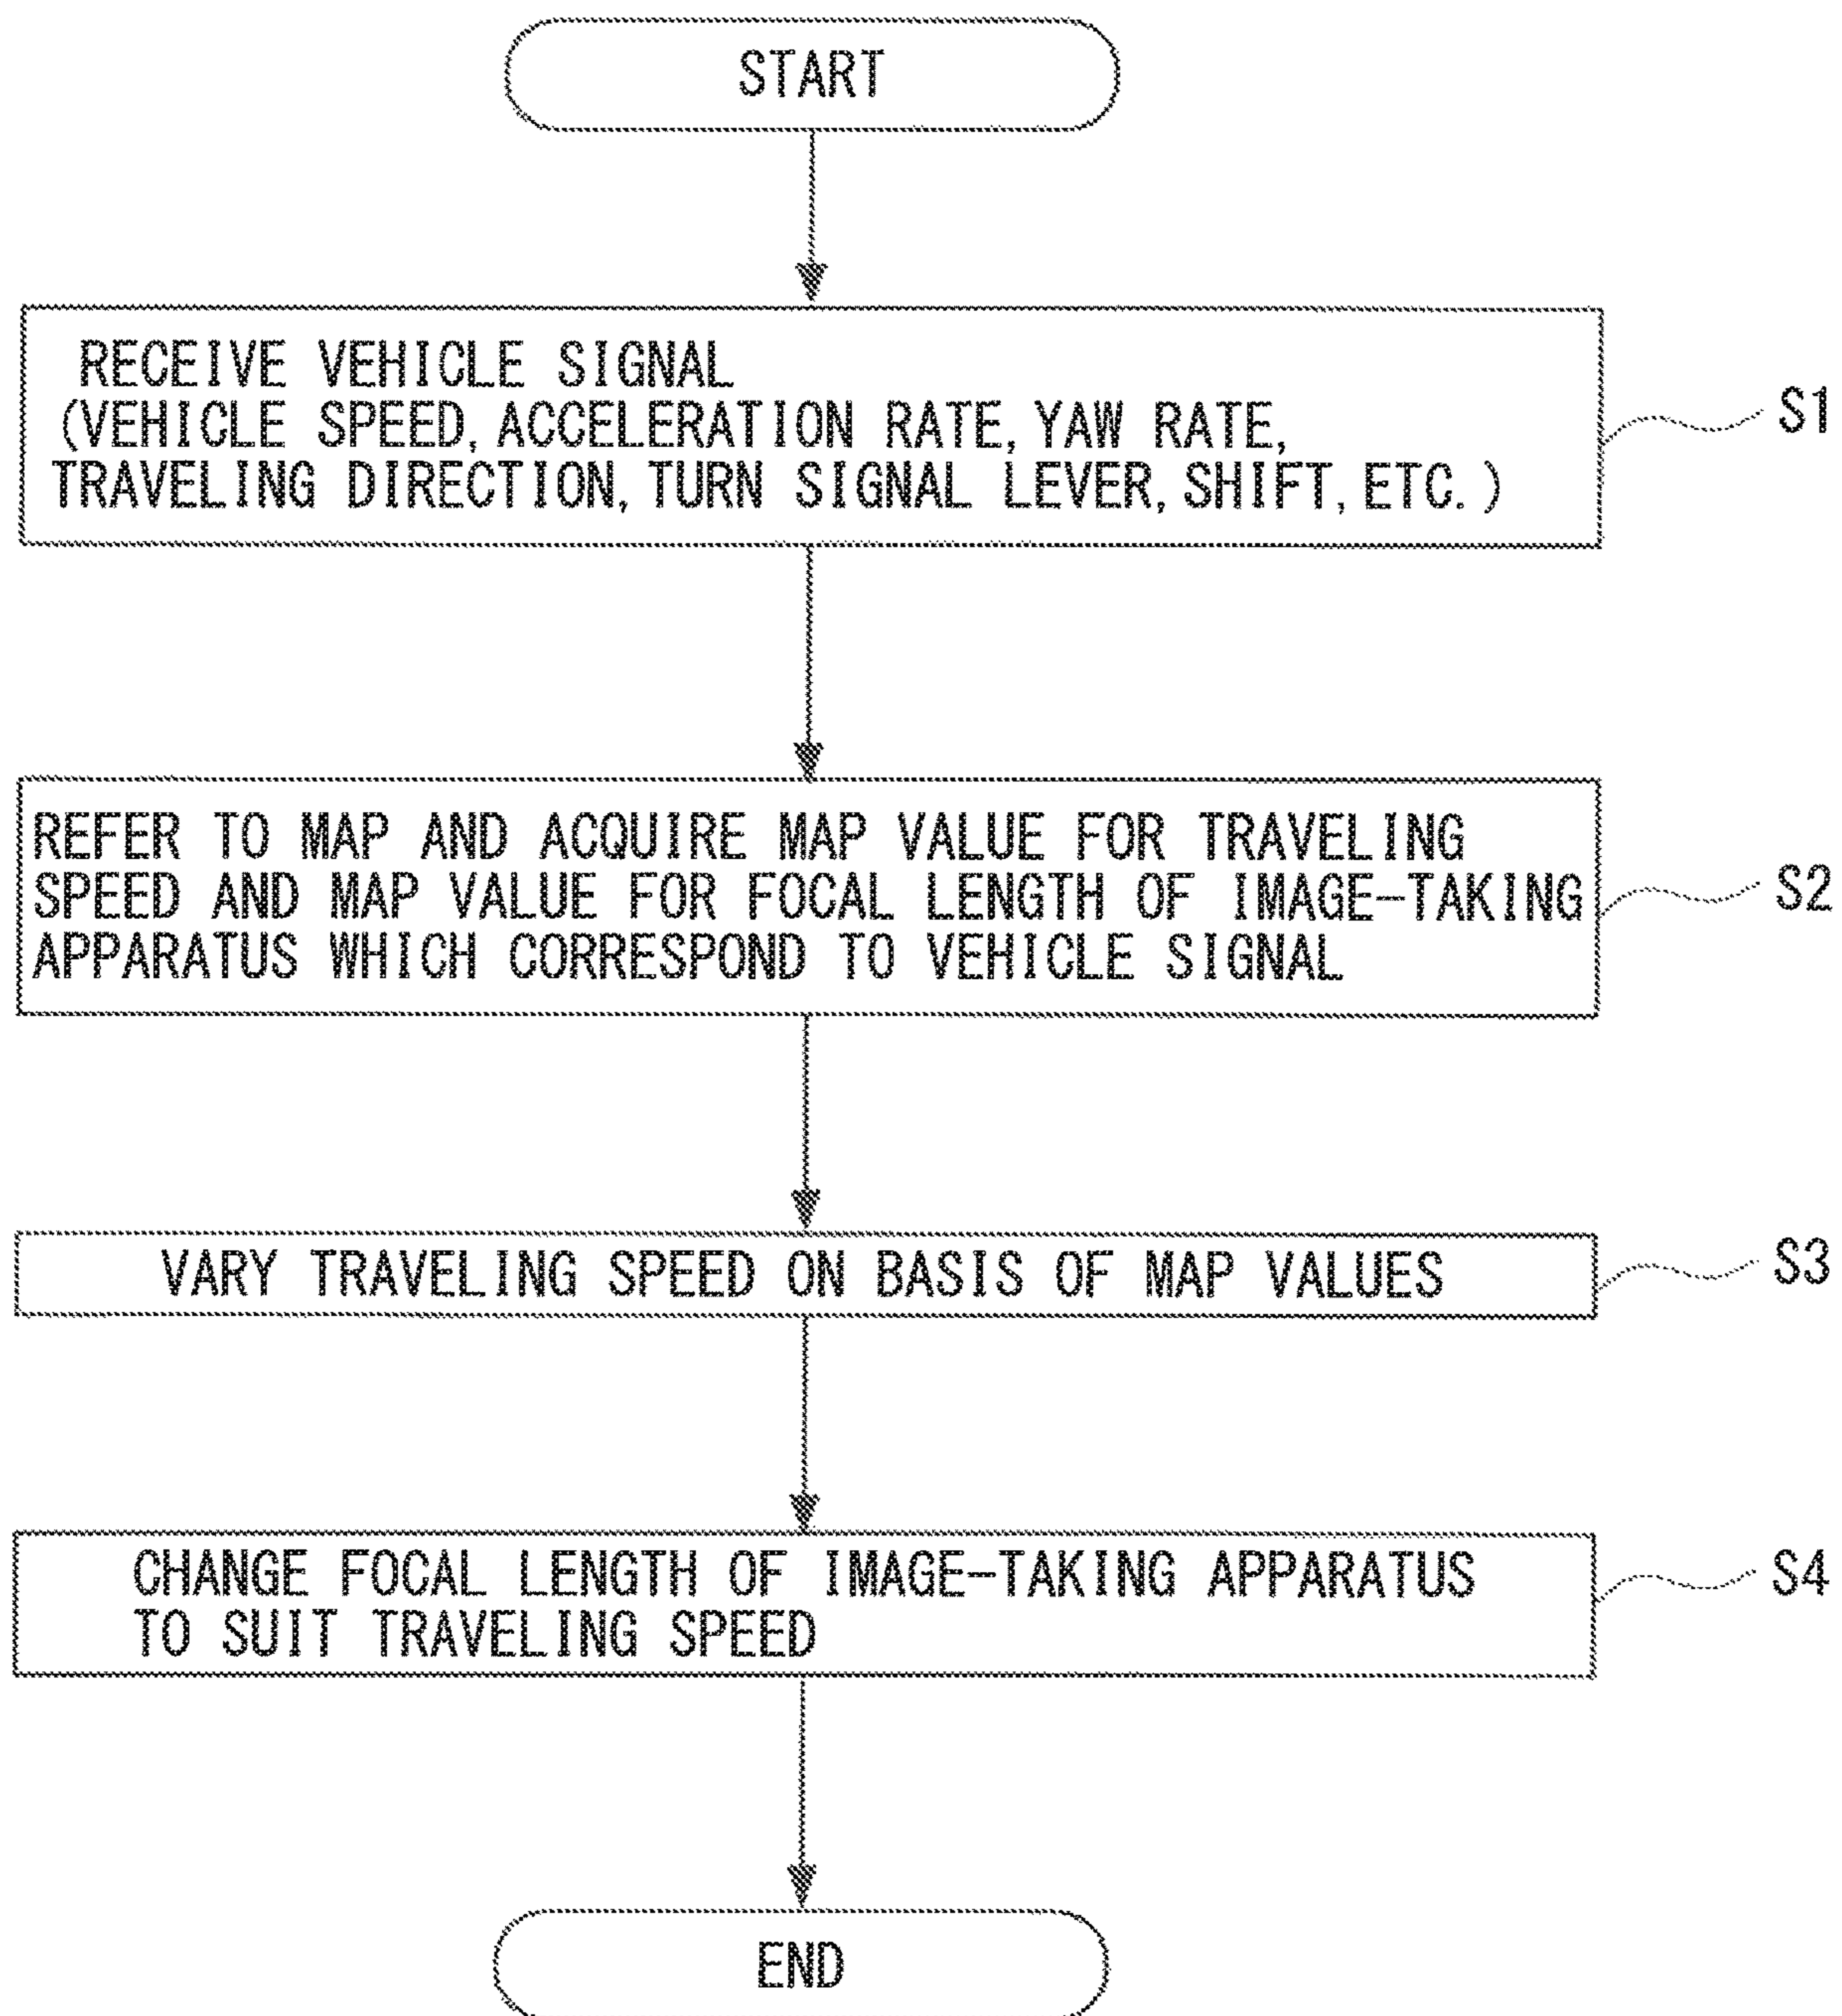 START
RECEIVE VEHICLE SIGNAL
(VEHICLE SPEED, ACCELERATION RATE, YAW RATE,
TRAVELING DIRECTION, TURN SIGNAL LEVER, SHIFT, ETC.)
S1
REFER TO MAP AND ACQUIRE MAP VALUE FOR TRAVELING
SPEED AND MAP VALUE FOR FOCAL LENGTH OF IMAGE-TAKING
APPARATUS WHICH CORRESPOND TO VEHICLE SIGNAL
S2
VARY TRAVELING SPEED ON BASIS OF MAP VALUES
S3
CHANGE FOCAL LENGTH OF IMAGE-TAKING APPARATUS
TO SUIT TRAVELING SPEED
S4
END